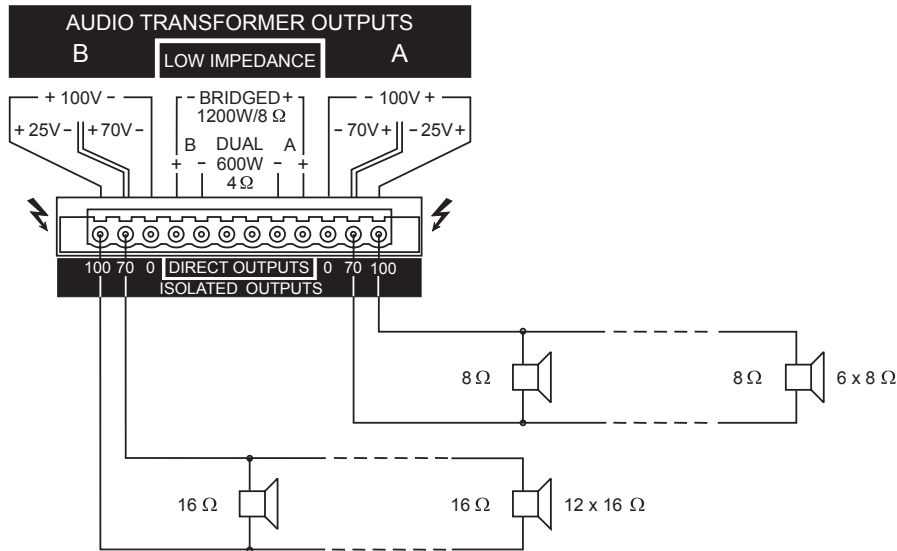 AUDIO TRANSFORMER OUTPUTS
B
A
LOW IMPEDANCE
+ 100V -
- BRIDGED +
- 100V +
1200W/8 Ω
+ 25V -
+ 70V -
- 70V +
- 25V +
B DUAL A
+ - 600W - +
4 Ω
100 70 0 DIRECT OUTPUTS 0 70 100
ISOLATED OUTPUTS
8 Ω
8 Ω
6 x 8 Ω
16 Ω
16 Ω
12 x 16 Ω